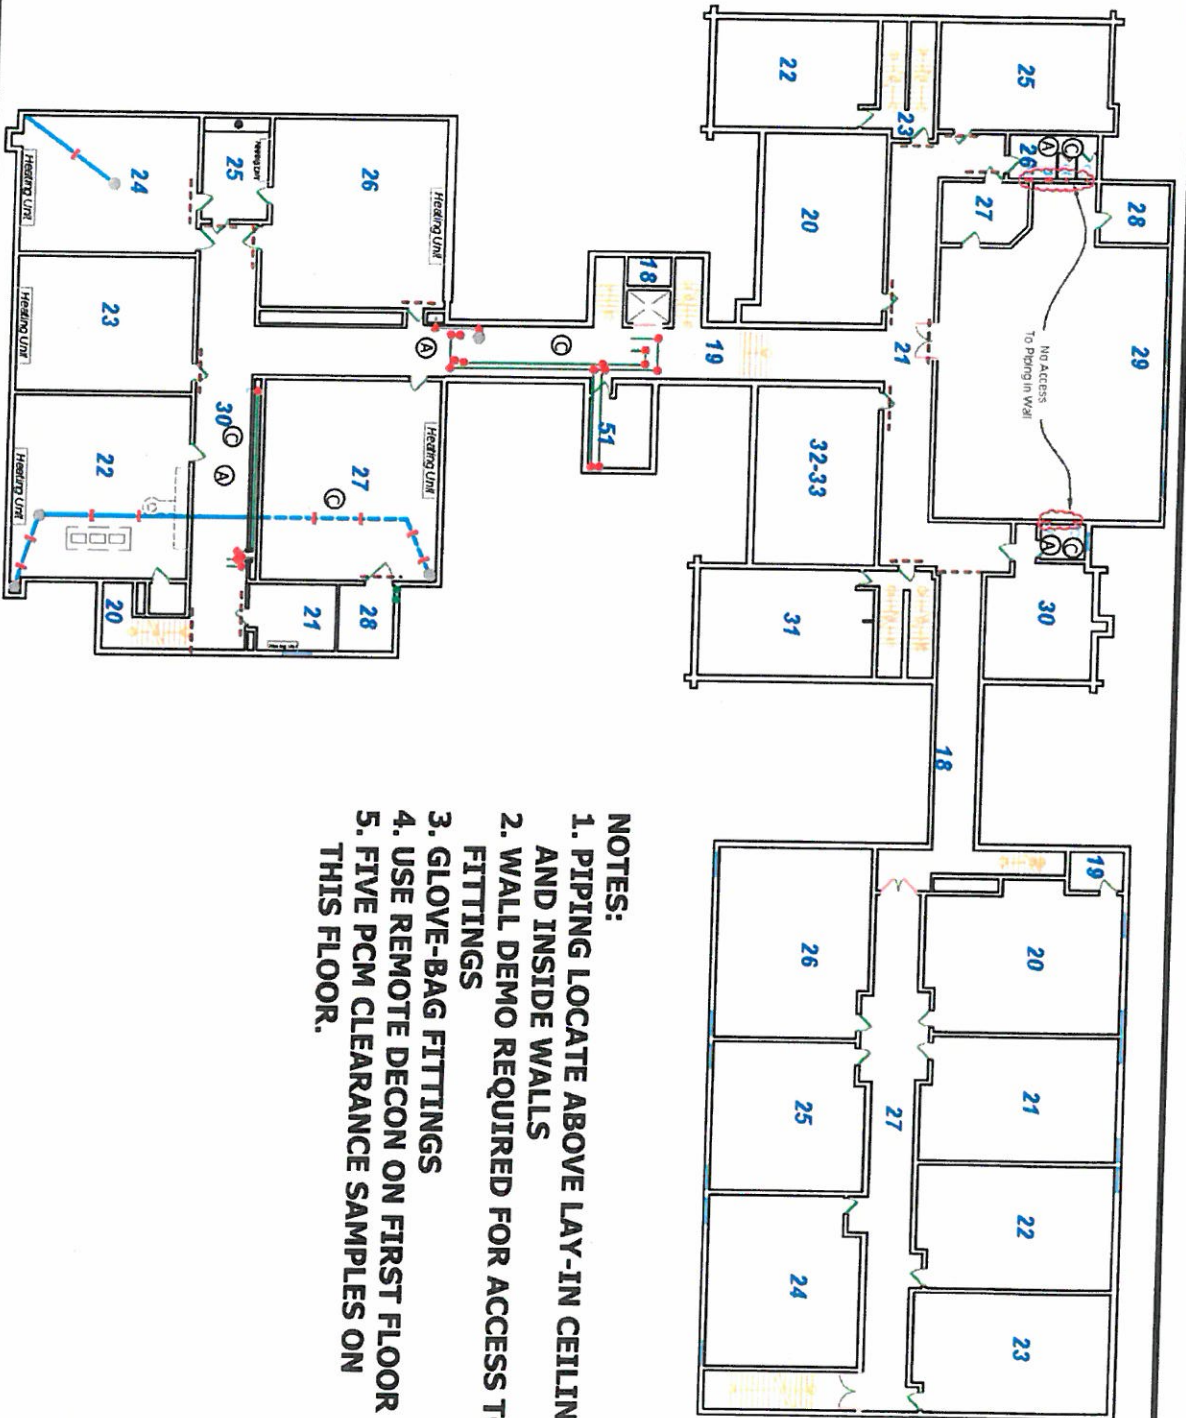 28
29
19
25
26
C
A
No Access
To Piping in Wall
C
A
30
20
21
22
23
27
18
23
21
27
22
20
32-33
31
26
25
24
19
18
51
C
A
NOTES:
1. PIPING LOCATE ABOVE LAY-IN CEILIN
AND INSIDE WALLS
2. WALL DEMO REQUIRED FOR ACCESS T
FITTINGS
3. GLOVE-BAG FITTINGS
4. USE REMOTE DECON ON FIRST FLOOR
5. FIVE PCM CLEARANCE SAMPLES ON
THIS FLOOR.
Heating Unit
Heating Unit
26
27
C
28
21
25
30
C
A
24
23
22
20
Heating Unit
Heating Unit
Heating Unit